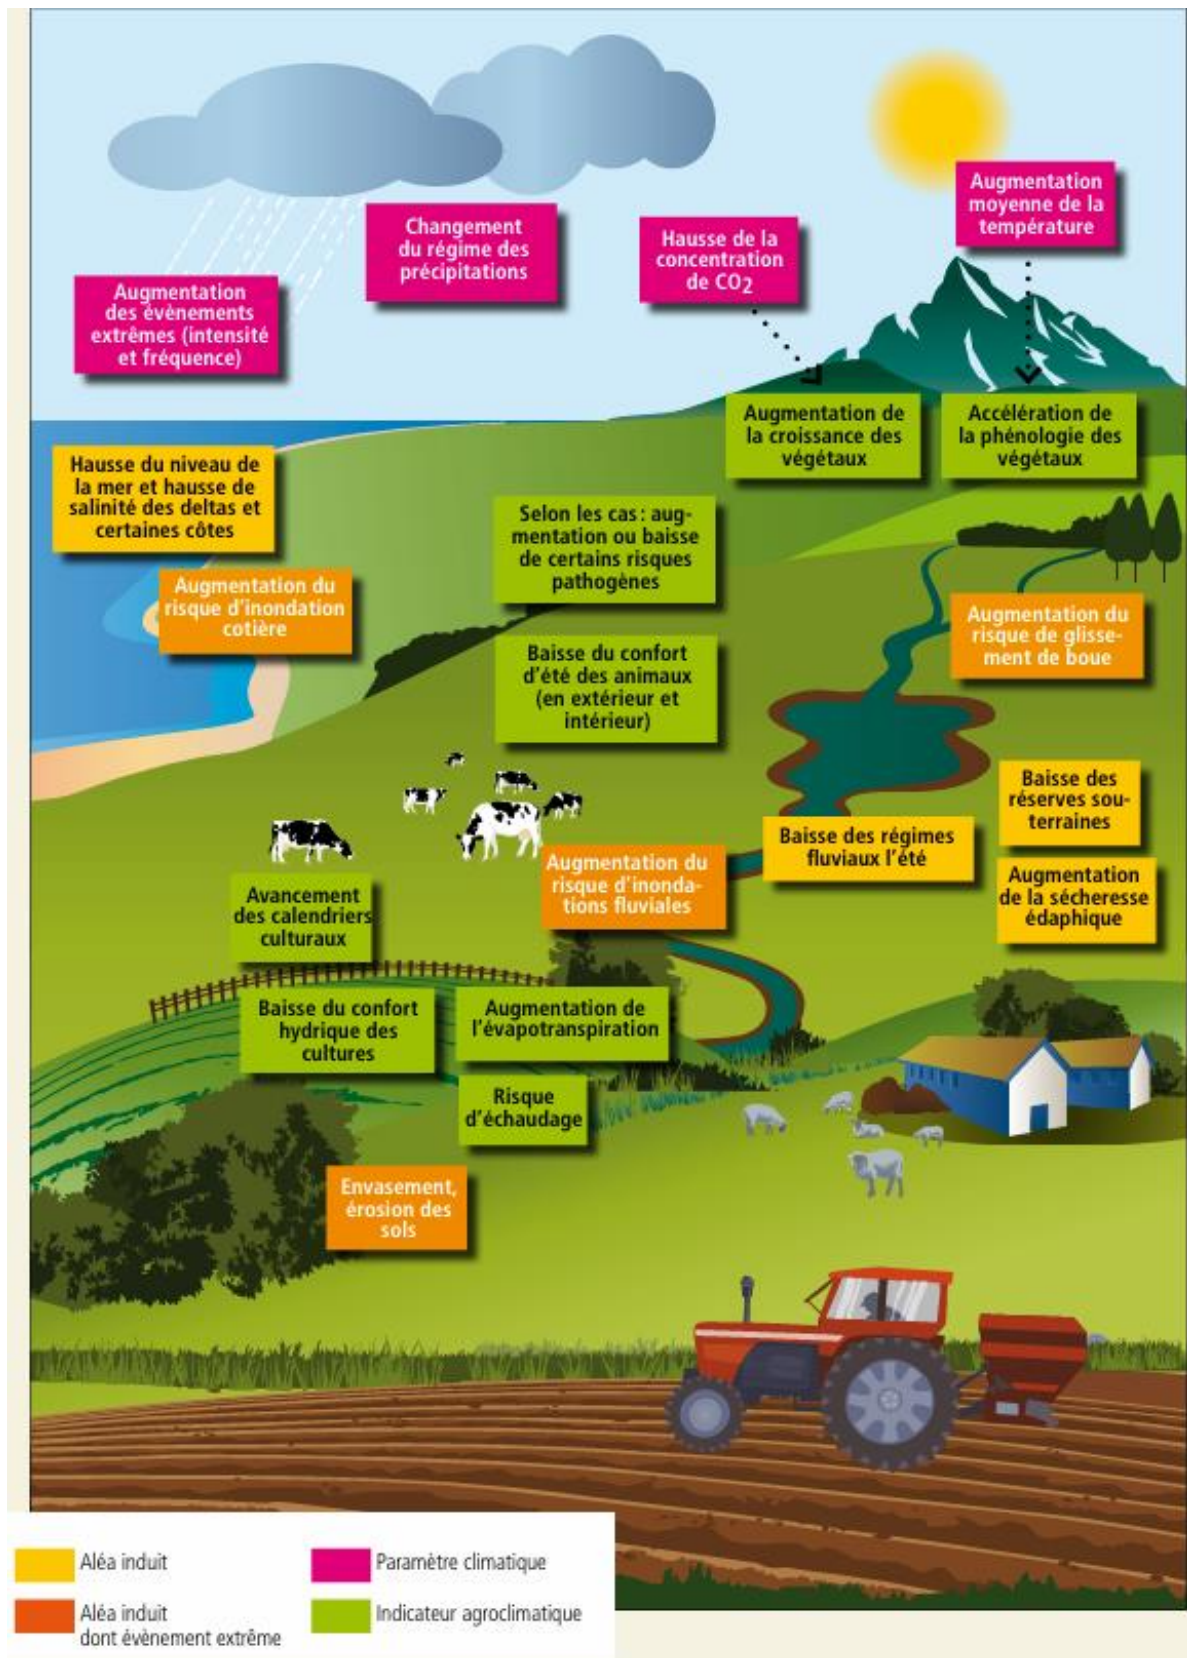 Augmentation
moyenne de la
température
Changement
du régime des
précipitations
Hausse de la
concentration
de CO2
Augmentation
des évènements
extrêmes (intensité
et fréquence)
Augmentation de
la croissance des
végétaux
Accélération de
la phénologie des
végétaux
Hausse du niveau de
la mer et hausse de
salinité des deltas et
certaines côtes
Selon les cas : aug-
mentation ou baisse
de certains risques
pathogènes
Augmentation du
risque d'inondation
cotière
Augmentation du
risque de glisse-
ment de boue
Baisse du confort
d'été des animaux
(en extérieur et
intérieur)
Baisse des
réserves sou-
terraines
Baisse des régimes
fluviaux l'été
Augmentation du
risque d'inonda-
tions fluviales
Augmentation
de la sécheresse
édaphique
Avancement
des calendriers
culturaux
Baisse du confort
hydrique des
cultures
Augmentation de
l'évapotranspiration
Risque
d'échaudage
Envasement,
érosion des
sols
Aléa induit
Paramètre climatique
Aléa induit
dont évènement extrême
Indicateur agroclimatique